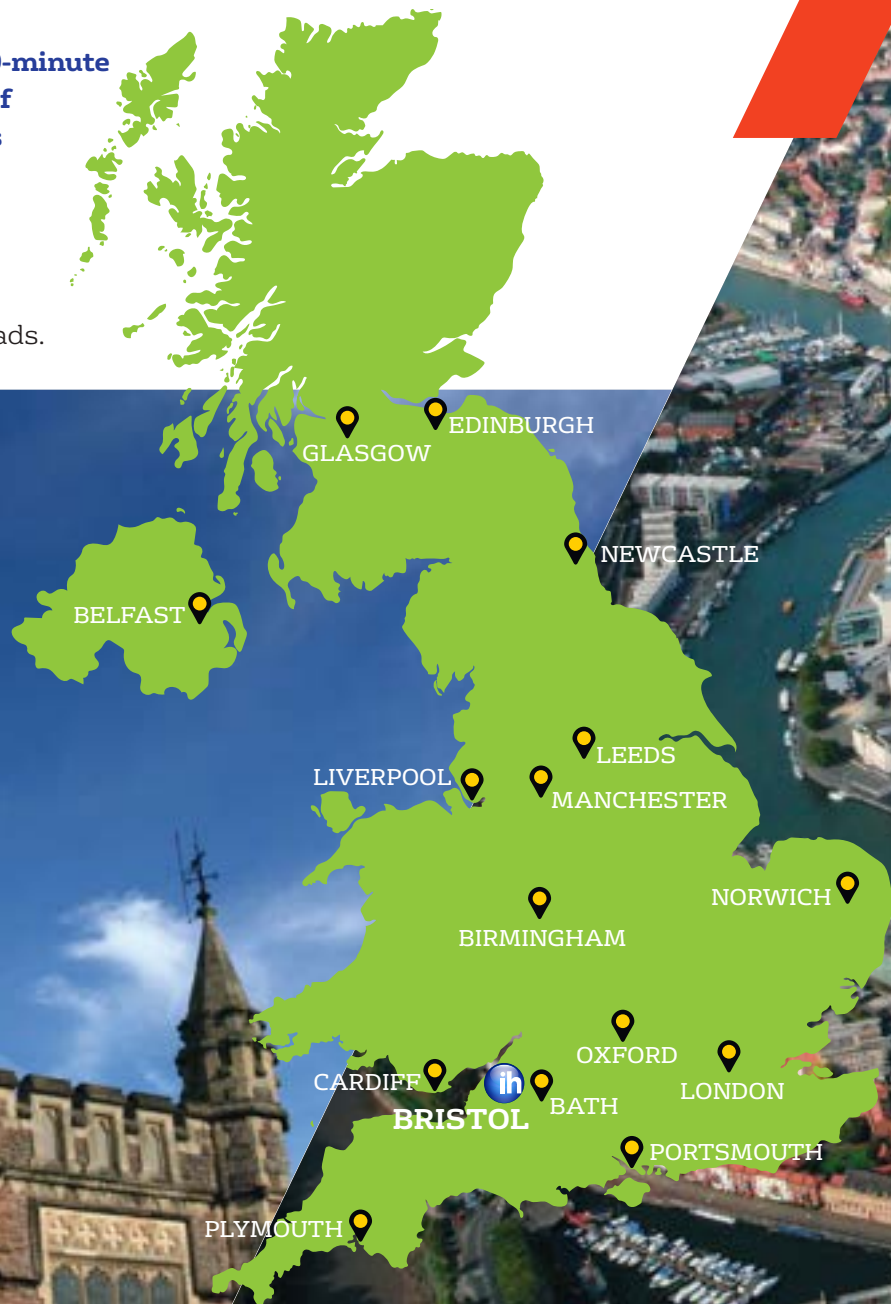 -minute
f
ads.
EDINBURGH
GLASGOW
NEWCASTLE
BELFAST
LEEDS
LIVERPOOL
MANCHESTER
NORWICH
BIRMINGHAM
OXFORD
CARDIFF
ih
LONDON
BRISTOL
BATH
PORTSMOUTH
PLYMOUTH